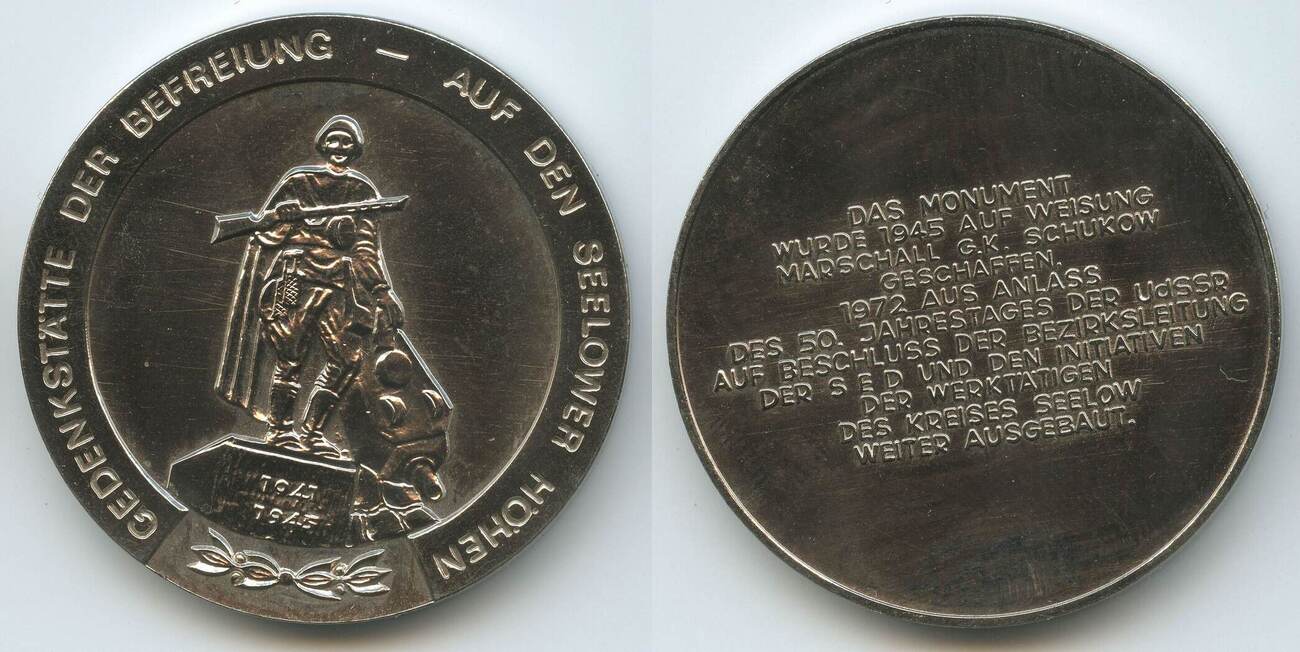 GEDENKSTÄTTE DER BEFREIUNG – AUF DEN SEELOWER HÖHEN
1941
1945
DAS MONUMENT
WURDE 1945 AUF WEISUNG
MARSCHALL G.K. SCHUKOW
GESCHAFFEN.
1972 AUS ANLASS
DES 50. JAHRESTAGES DER UdSSR
AUF BESCHLUSS DER BEZIRKSLEITUNG
DER S E D UND DEN INITIATIVEN
DER WERKTÄTIGEN
DES KREISES SEELOW
WEITER AUSGEBAUT.